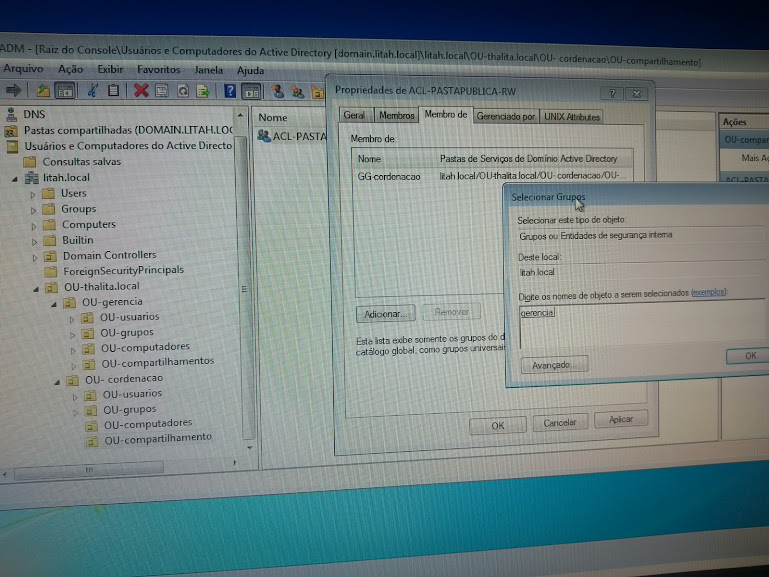 ADM - [Raiz do Console\Usuários e Computadores do Active Directory [domain.litah.local]\litah.local\OU-thalita.local\OU- cordenacao\OU-compartilhamento]
Arquivo Ação Exibir Favoritos Janela Ajuda
DNS
Pastas compartilhadas (DOMAIN.LITAH.LOC
Usuários e Computadores do Active Directo
Consultas salvas
litah.local
Users
Groups
Computers
Builtin
Domain Controllers
ForeignSecurityPrincipals
OU-thalita.local
OU-gerencia
OU-usuarios
OU-grupos
OU-computadores
OU-compartilhamentos
OU- cordenacao
OU-usuarios
OU-grupos
OU-computadores
OU-compartilhamento
Nome
ACL-PASTA
Propriedades de ACL-PASTAPUBLICA-RW
Geral Membros Membro de Gerenciado por UNIX Attributes
Membro de:
Nome Pastas de Serviços de Domínio Active Directory
GG-cordenacao litah.local/OU-thalita.local/OU- cordenacao/OU-...
Adicionar... Remover
Esta lista exibe somente os grupos do d
catálogo global, como grupos universai
OK Cancelar Aplicar
Selecionar Grupos
Selecionar este tipo de objeto:
Grupos ou Entidades de segurança interna
Deste local:
litah.local
Digite os nomes de objeto a serem selecionados (exemplos):
gerencia
Avançado... OK
Ações
OU-compar
Mais Aç
ACL-PASTA